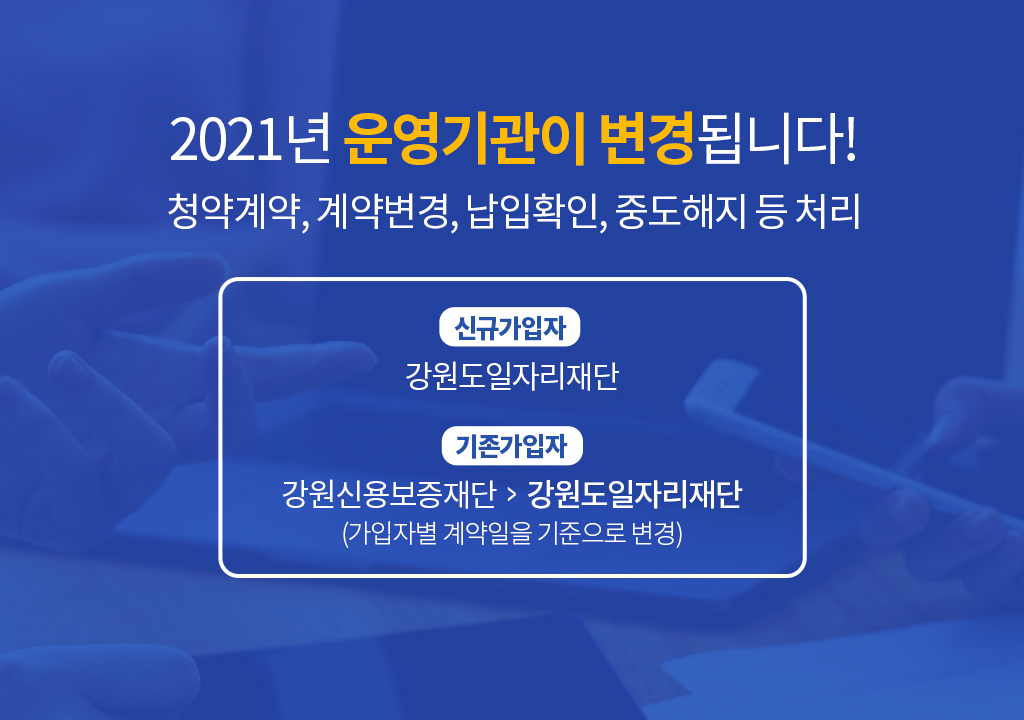 2021년 운영기관이 변경됩니다!
청약계약, 계약변경, 납입확인, 중도해지 등 처리
신규가입자
강원도일자리재단
기존가입자
강원신용보증재단 > 강원도일자리재단
(가입자별 계약일을 기준으로 변경)